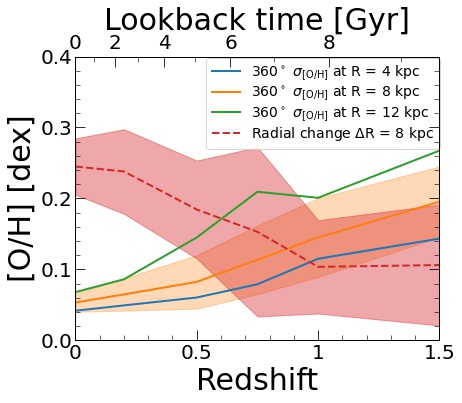 Lookback time [Gyr]
0 2 4 6 8
0.4
360° σ[O/H] at R = 4 kpc
360° σ[O/H] at R = 8 kpc
360° σ[O/H] at R = 12 kpc
Radial change ΔR = 8 kpc
0.3
[O/H] [dex]
0.2
0.1
0.0
0 0.5 1 1.5
Redshift